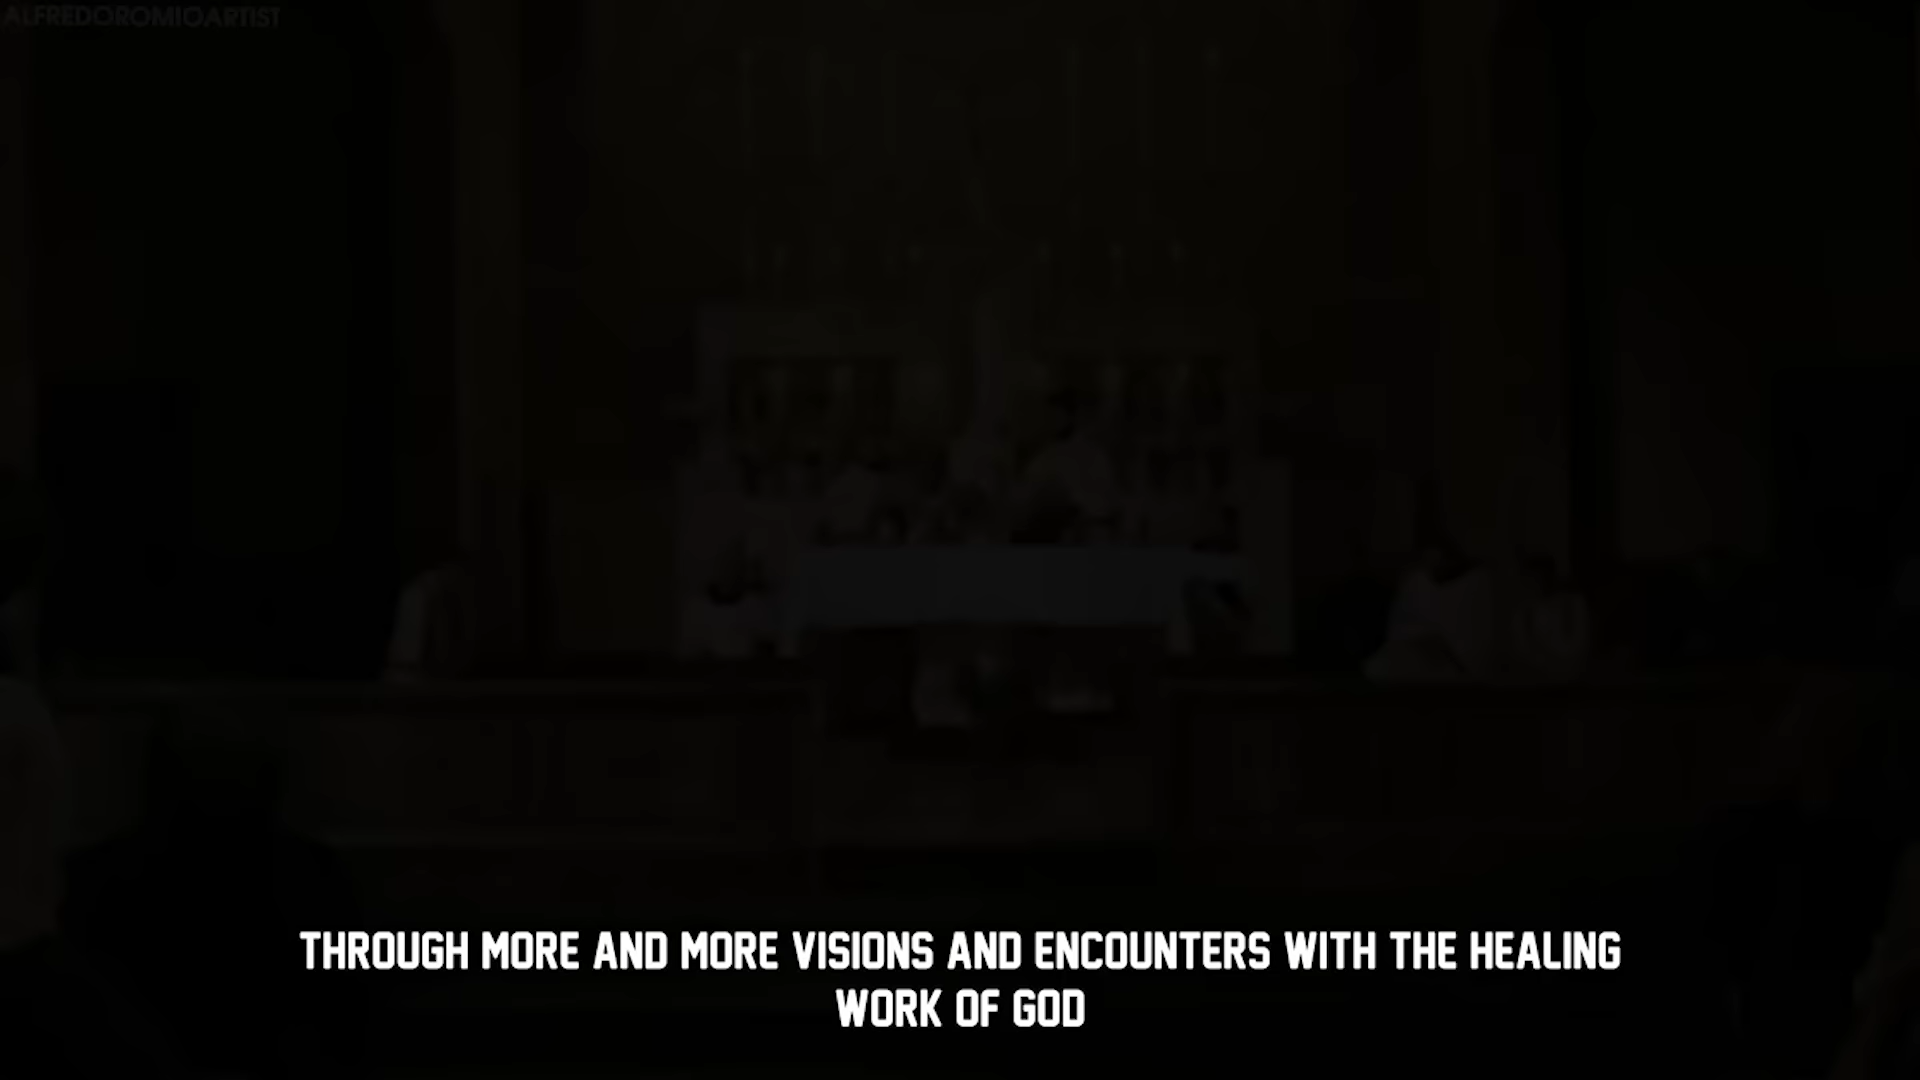 ALFREDOROMIOARTIST
THROUGH MORE AND MORE VISIONS AND ENCOUNTERS WITH THE HEALING
WORK OF GOD